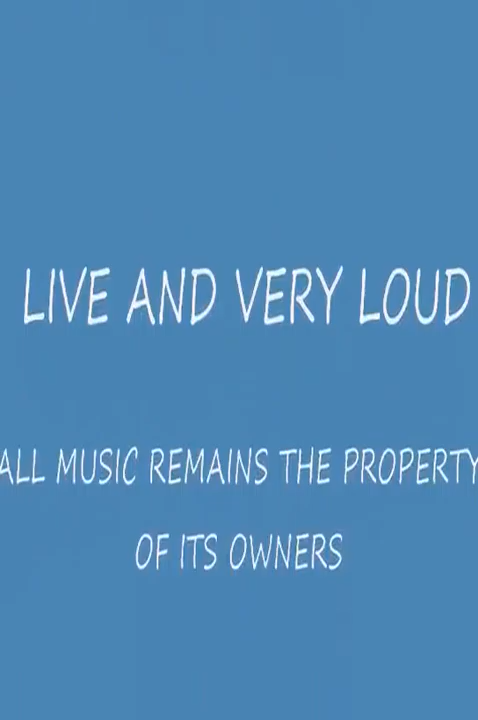 LIVE AND VERY LOUD
ALL MUSIC REMAINS THE PROPERTY
OF ITS OWNERS